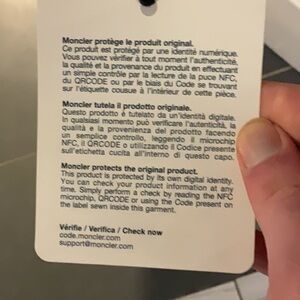 Moncler protège le produit original.
Ce produit est protégé par une identité numérique.
Vous pouvez vérifier à tout moment l'authenticité,
la qualité et la provenance du produit en effectuant
un simple contrôle par la lecture de la puce NFC,
du QRCODE ou par le biais du Code se trouvant
sur l'étiquette cousue à l'intérieur de cette pièce.
Moncler tutela il prodotto originale.
Questo prodotto è tutelato da un'identità digitale.
In qualsiasi momento può verificare l'autenticità, la
qualità e la provenienza del prodotto facendo
un semplice controllo, leggendo il microchip
NFC, il QRCODE o utilizzando il Codice presente
sull'etichetta cucita all'interno di questo capo.
Moncler protects the original product.
This product is protected by its own digital identity.
You can check your product information at any
time. Simply perform a check by reading the NFC
microchip, QRCODE or using the Code present on
the label sewn inside this garment.
Vérifie / Verifica / Check now
code.moncler.com
support@moncler.com